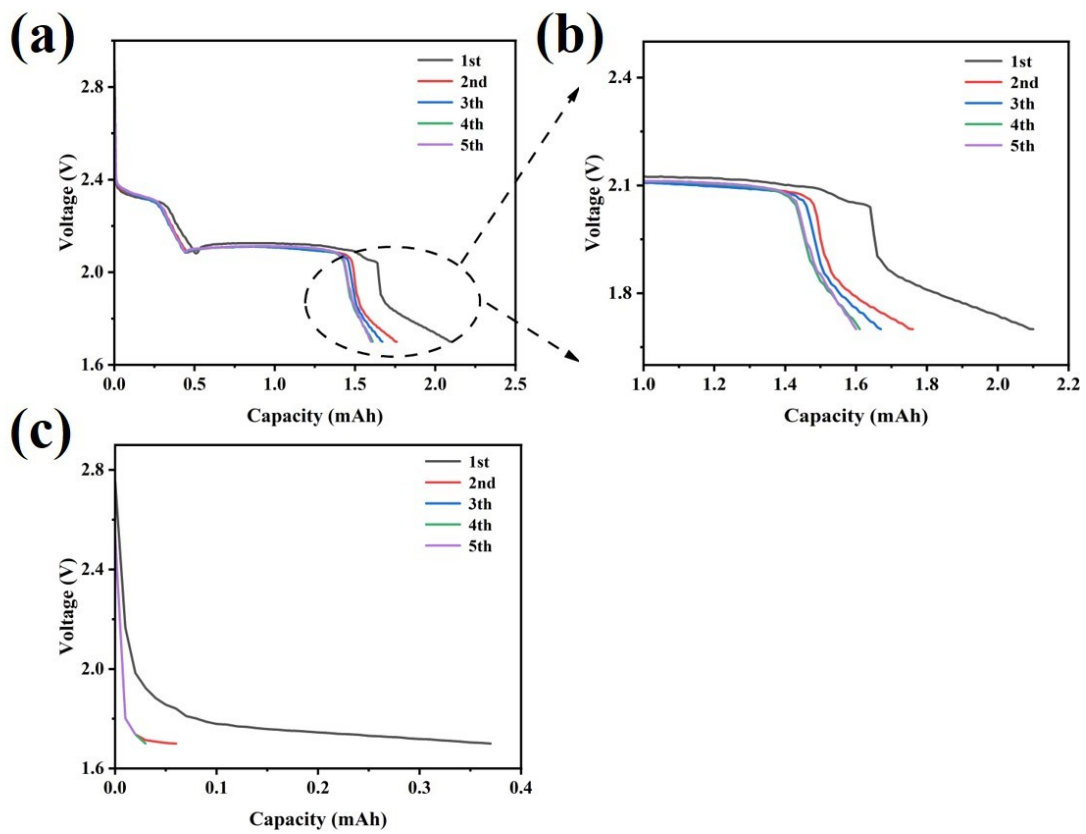 (a)
Voltage (V)
2.8
2.4
2.0
1.6
0.0 0.5 1.0 1.5 2.0 2.5
Capacity (mAh)
1st
2nd
3th
4th
5th
(b)
Voltage (V)
2.4
2.1
1.8
1.0 1.2 1.4 1.6 1.8 2.0 2.2
Capacity (mAh)
1st
2nd
3th
4th
5th
(c)
Voltage (V)
2.8
2.4
2.0
1.6
0.0 0.1 0.2 0.3 0.4
Capacity (mAh)
1st
2nd
3th
4th
5th